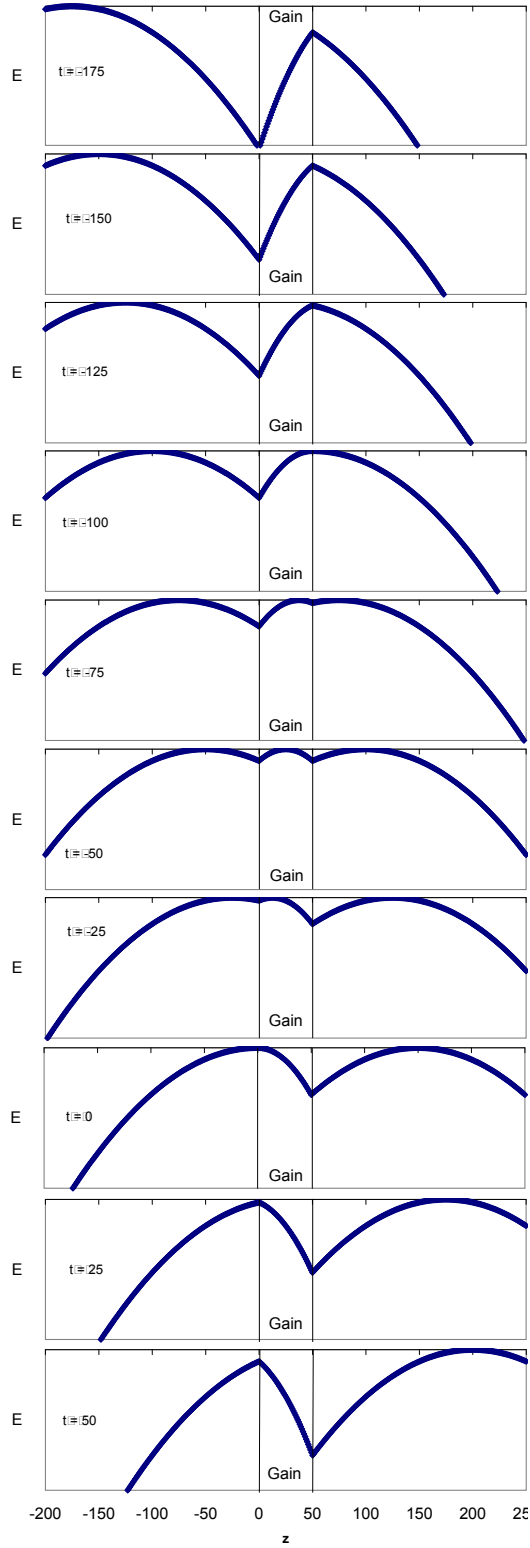 Gain
E
t = -175
E
t = -150
Gain
E
t = -125
Gain
E
t = -100
Gain
E
t = -75
Gain
E
t = -50
Gain
t = -25
E
Gain
E
t = 0
Gain
E
t = 25
Gain
E
t = 50
Gain
-200 -150 -100 -50 0 50 100 150 200 250
z